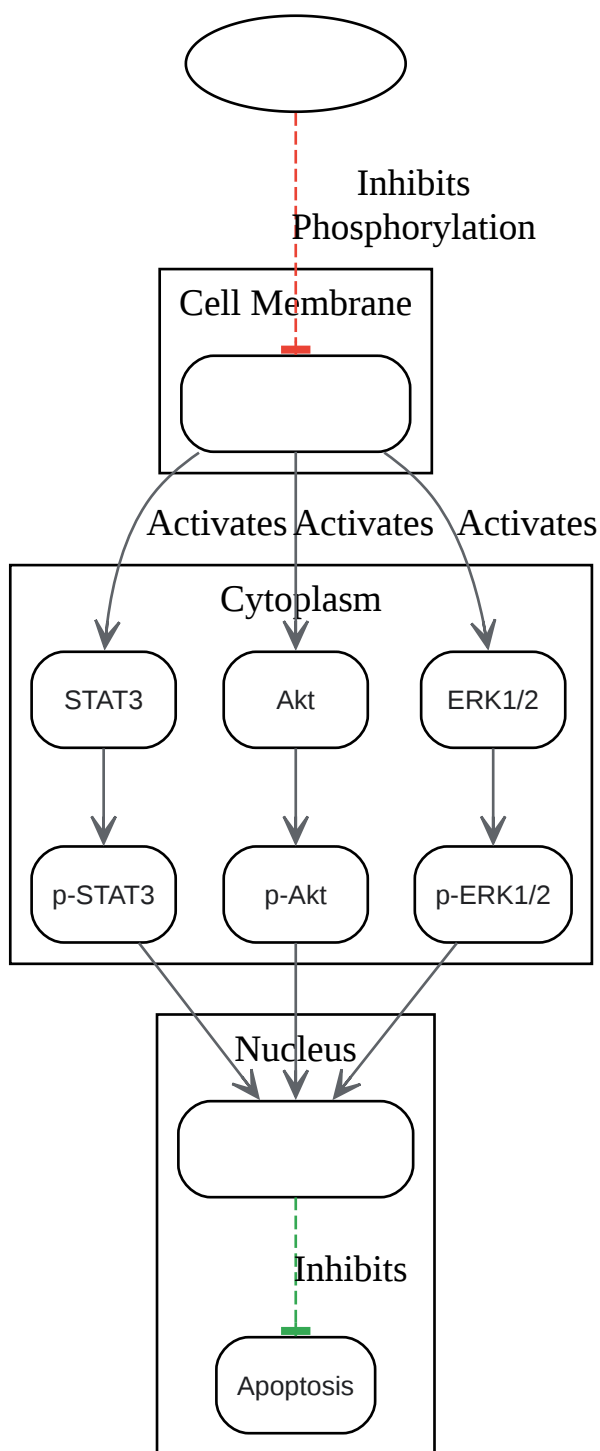 Inhibits
Phosphorylation
Cell Membrane
Activates Activates Activates
Cytoplasm
STAT3 Akt ERK1/2
p-STAT3 p-Akt p-ERK1/2
Nucleus
Inhibits
Apoptosis